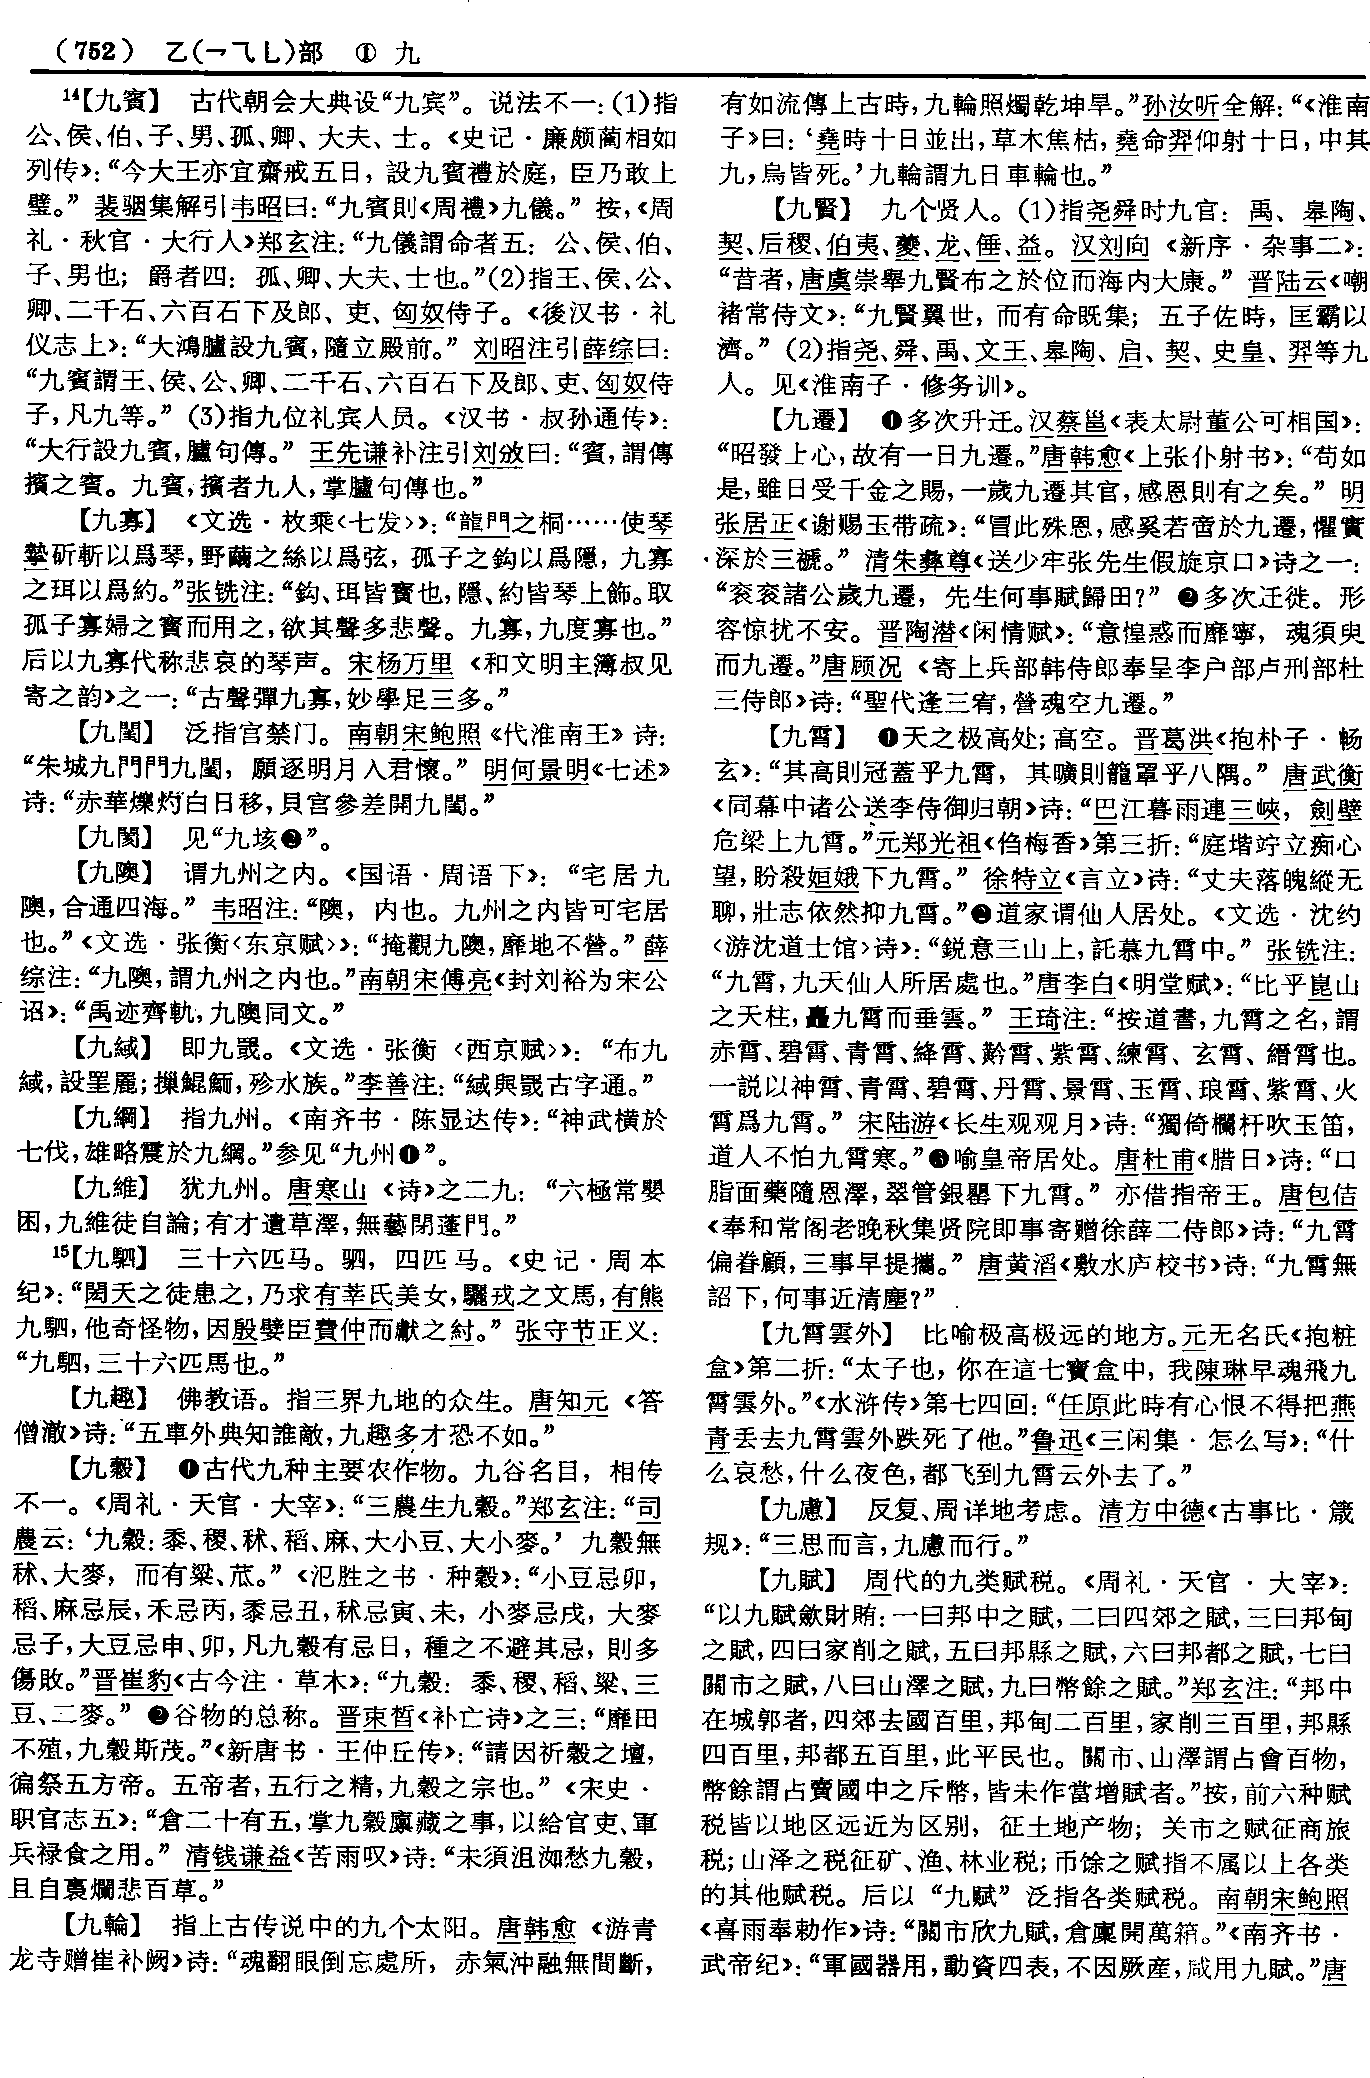 (752) 乙(乛⺄乚)部 ① 九
14【九賓】 古代朝会大典设“九宾”。说法不一:(1)指
公、侯、伯、子、男、孤、卿、大夫、士。《史记·廉颇蔺相如
列传》:“今大王亦宜齋戒五日,設九賓禮於庭,臣乃敢上
璧。”裴骃集解引韦昭曰:“九賓則《周禮》九儀。”按,《周
礼·秋官·大行人》郑玄注:“九儀謂命者五:公、侯、伯、
子、男也;爵者四:孤、卿、大夫、士也。”(2)指王、侯、公、
卿、二千石、六百石下及郎、吏、匈奴侍子。《後汉书·礼
仪志上》:“大鴻臚設九賓,隨立殿前。”刘昭注引薛综曰:
“九賓謂王、侯、公、卿、二千石、六百石下及郎、吏、匈奴侍
子,凡九等。”(3)指九位礼宾人员。《汉书·叔孙通传》:
“大行設九賓,臚句傳。”王先谦补注引刘攽曰:“賓,謂傳
擯之賓。九賓,擯者九人,掌臚句傳也。”
【九寡】 《文选·枚乘〈七发〉》:“龍門之桐……使琴
摯斫斬以爲琴,野繭之絲以爲弦,孤子之鈎以爲隱,九寡
之珥以爲約。”张铣注:“鈎、珥皆寶也,隱、約皆琴上飾。取
孤子寡婦之寶而用之,欲其聲多悲聲。九寡,九度寡也。”
后以九寡代称悲哀的琴声。宋杨万里《和文明主簿叔见
寄之韵》之一:“古聲彈九寡,妙學足三多。”
【九閨】 泛指宫禁门。南朝宋鲍照《代淮南王》诗:
“朱城九門門九閨,願逐明月入君懷。”明何景明《七述》
诗:“赤華爍灼白日移,貝宫參差開九閨。”
【九閡】 见“九垓❷”。
【九隩】 谓九州之内。《国语·周语下》:“宅居九
隩,合通四海。”韦昭注:“隩,内也。九州之内皆可宅居
也。”《文选·张衡〈东京赋〉》:“掩觀九隩,靡地不營。”薛
综注:“九隩,謂九州之内也。”南朝宋傅亮《封刘裕为宋公
诏》:“禹迹齊軌,九隩同文。”
【九緎】 即九罭。《文选·张衡〈西京赋〉》:“布九
緎,設罜䍡;摷鯤鮞,殄水族。”李善注:“緎與罭古字通。”
【九綱】 指九州。《南齐书·陈显达传》:“神武横於
七伐,雄略震於九綱。”参见“九州❶”。
【九維】 犹九州。唐寒山《诗》之二九:“六極常嬰
困,九維徒自論;有才遺草澤,無藝閉蓬門。”
15【九駟】 三十六匹马。驷,四匹马。《史记·周本
纪》:“閎夭之徒患之,乃求有莘氏美女,驪戎之文馬,有熊
九駟,他奇怪物,因殷嬖臣費仲而獻之紂。”张守节正义:
“九駟,三十六匹馬也。”
【九趣】 佛教语。指三界九地的众生。唐知元《答
僧澈》诗:“五車外典知誰敵,九趣多才恐不如。”
【九穀】 ❶古代九种主要农作物。九谷名目,相传
不一。《周礼·天官·大宰》:“三農生九穀。”郑玄注:“司
農云:‘九穀:黍、稷、秫、稻、麻、大小豆、大小麥。’九穀無
秫、大麥,而有粱、苽。”《氾胜之书·种穀》:“小豆忌卯,
稻、麻忌辰,禾忌丙,黍忌丑,秫忌寅、未,小麥忌戌,大麥
忌子,大豆忌申、卯,凡九穀有忌日,種之不避其忌,則多
傷敗。”晋崔豹《古今注·草木》:“九穀:黍、稷、稻、粱、三
豆、二麥。”❷谷物的总称。晋束皙《补亡诗》之三:“靡田
不殖,九穀斯茂。”《新唐书·王仲丘传》:“請因祈穀之壇,
徧祭五方帝。五帝者,五行之精,九穀之宗也。”《宋史·
职官志五》:“倉二十有五,掌九穀廩藏之事,以給官吏、軍
兵禄食之用。”清钱谦益《苦雨叹》诗:“未須沮洳愁九穀,
且自裹爛悲百草。”
【九輪】 指上古传说中的九个太阳。唐韩愈《游青
龙寺赠崔补阙》诗:“魂翻眼倒忘處所,赤氣沖融無間斷,
有如流傳上古時,九輪照燭乾坤旱。”孙汝听全解:“《淮南
子》曰:‘堯時十日並出,草木焦枯,堯命羿仰射十日,中其
九,烏皆死。’九輪謂九日車輪也。”
【九賢】 九个贤人。(1)指尧舜时九官:禹、皋陶、
契、后稷、伯夷、夔、龙、倕、益。汉刘向《新序·杂事二》:
“昔者,唐虞崇舉九賢布之於位而海内大康。”晋陆云《嘲
褚常侍文》:“九賢翼世,而有命既集;五子佐時,匡霸以
濟。”(2)指尧、舜、禹、文王、皋陶、启、契、史皇、羿等九
人。见《淮南子·修务训》。
【九遷】 ❶多次升迁。汉蔡邕《表太尉董公可相国》:
“昭發上心,故有一日九遷。”唐韩愈《上张仆射书》:“苟如
是,雖日受千金之賜,一歲九遷其官,感恩則有之矣。”明
张居正《谢赐玉带疏》:“冒此殊恩,感奚若啻於九遷,懼實
深於三褫。”清朱彝尊《送少牢张先生假旋京口》诗之一:
“衮衮諸公歲九遷,先生何事賦歸田?”❷多次迁徙。形
容惊扰不安。晋陶潜《闲情赋》:“意惶惑而靡寧,魂須臾
而九遷。”唐顾况《寄上兵部韩侍郎奉呈李户部卢刑部杜
三侍郎》诗:“聖代逢三宥,營魂空九遷。”
【九霄】 ❶天之极高处;高空。晋葛洪《抱朴子·畅
玄》:“其高則冠蓋乎九霄,其曠則籠罩乎八隅。”唐武衡
《同幕中诸公送李侍御归朝》诗:“巴江暮雨連三峽,劍壁
危梁上九霄。”元郑光祖《㑇梅香》第三折:“庭堦竚立痴心
望,盼殺姮娥下九霄。”徐特立《言立》诗:“丈夫落魄縱无
聊,壯志依然抑九霄。”❷道家谓仙人居处。《文选·沈约
〈游沈道士馆〉诗》:“鋭意三山上,託慕九霄中。”张铣注:
“九霄,九天仙人所居處也。”唐李白《明堂赋》:“比乎崑山
之天柱,矗九霄而垂雲。”王琦注:“按道書,九霄之名,謂
赤霄、碧霄、青霄、絳霄、黅霄、紫霄、練霄、玄霄、縉霄也。
一説以神霄、青霄、碧霄、丹霄、景霄、玉霄、琅霄、紫霄、火
霄爲九霄。”宋陆游《长生观观月》诗:“獨倚欄杆吹玉笛,
道人不怕九霄寒。”❸喻皇帝居处。唐杜甫《腊日》诗:“口
脂面藥隨恩澤,翠管銀罌下九霄。”亦借指帝王。唐包佶
《奉和常阁老晚秋集贤院即事寄赠徐薛二侍郎》诗:“九霄
偏眷顧,三事早提攜。”唐黄滔《敷水庐校书》诗:“九霄無
詔下,何事近清塵?”
【九霄雲外】 比喻极高极远的地方。元无名氏《抱粧
盒》第二折:“太子也,你在這七寶盒中,我陳琳早魂飛九
霄雲外。”《水浒传》第七四回:“任原此時有心恨不得把燕
青丢去九霄雲外跌死了他。”鲁迅《三闲集·怎么写》:“什
么哀愁,什么夜色,都飞到九霄云外去了。”
【九慮】 反复、周详地考虑。清方中德《古事比·箴
规》:“三思而言,九慮而行。”
【九賦】 周代的九类赋税。《周礼·天官·大宰》:
“以九賦斂財賄:一曰邦中之賦,二曰四郊之賦,三曰邦甸
之賦,四曰家削之賦,五曰邦縣之賦,六曰邦都之賦,七曰
關市之賦,八曰山澤之賦,九曰幣餘之賦。”郑玄注:“邦中
在城郭者,四郊去國百里,邦甸二百里,家削三百里,邦縣
四百里,邦都五百里,此平民也。關市、山澤謂占會百物,
幣餘謂占賣國中之斥幣,皆未作當增賦者。”按,前六种赋
税皆以地区远近为区别,征土地产物;关市之赋征商旅
税;山泽之税征矿、渔、林业税;币馀之赋指不属以上各类
的其他赋税。后以“九赋”泛指各类赋税。南朝宋鲍照
《喜雨奉勅作》诗:“關市欣九賦,倉廩開萬箱。”《南齐书·
武帝纪》:“軍國器用,動資四表,不因厥産,咸用九賦。”唐